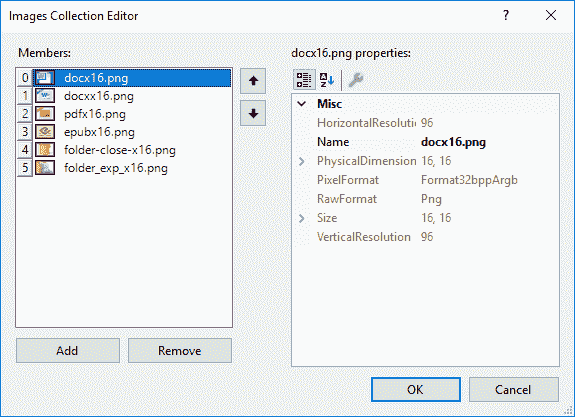 Images Collection Editor
?
Members:
0 docx16.png
1 docxx16.png
2 pdfx16.png
3 epubx16.png
4 folder-close-x16.png
5 folder_exp_x16.png
Add
Remove
docx16.png properties:
Misc
HorizontalResolutio 96
Name docx16.png
PhysicalDimension 16, 16
PixelFormat Format32bppArgb
RawFormat Png
Size 16, 16
VerticalResolution 96
OK
Cancel